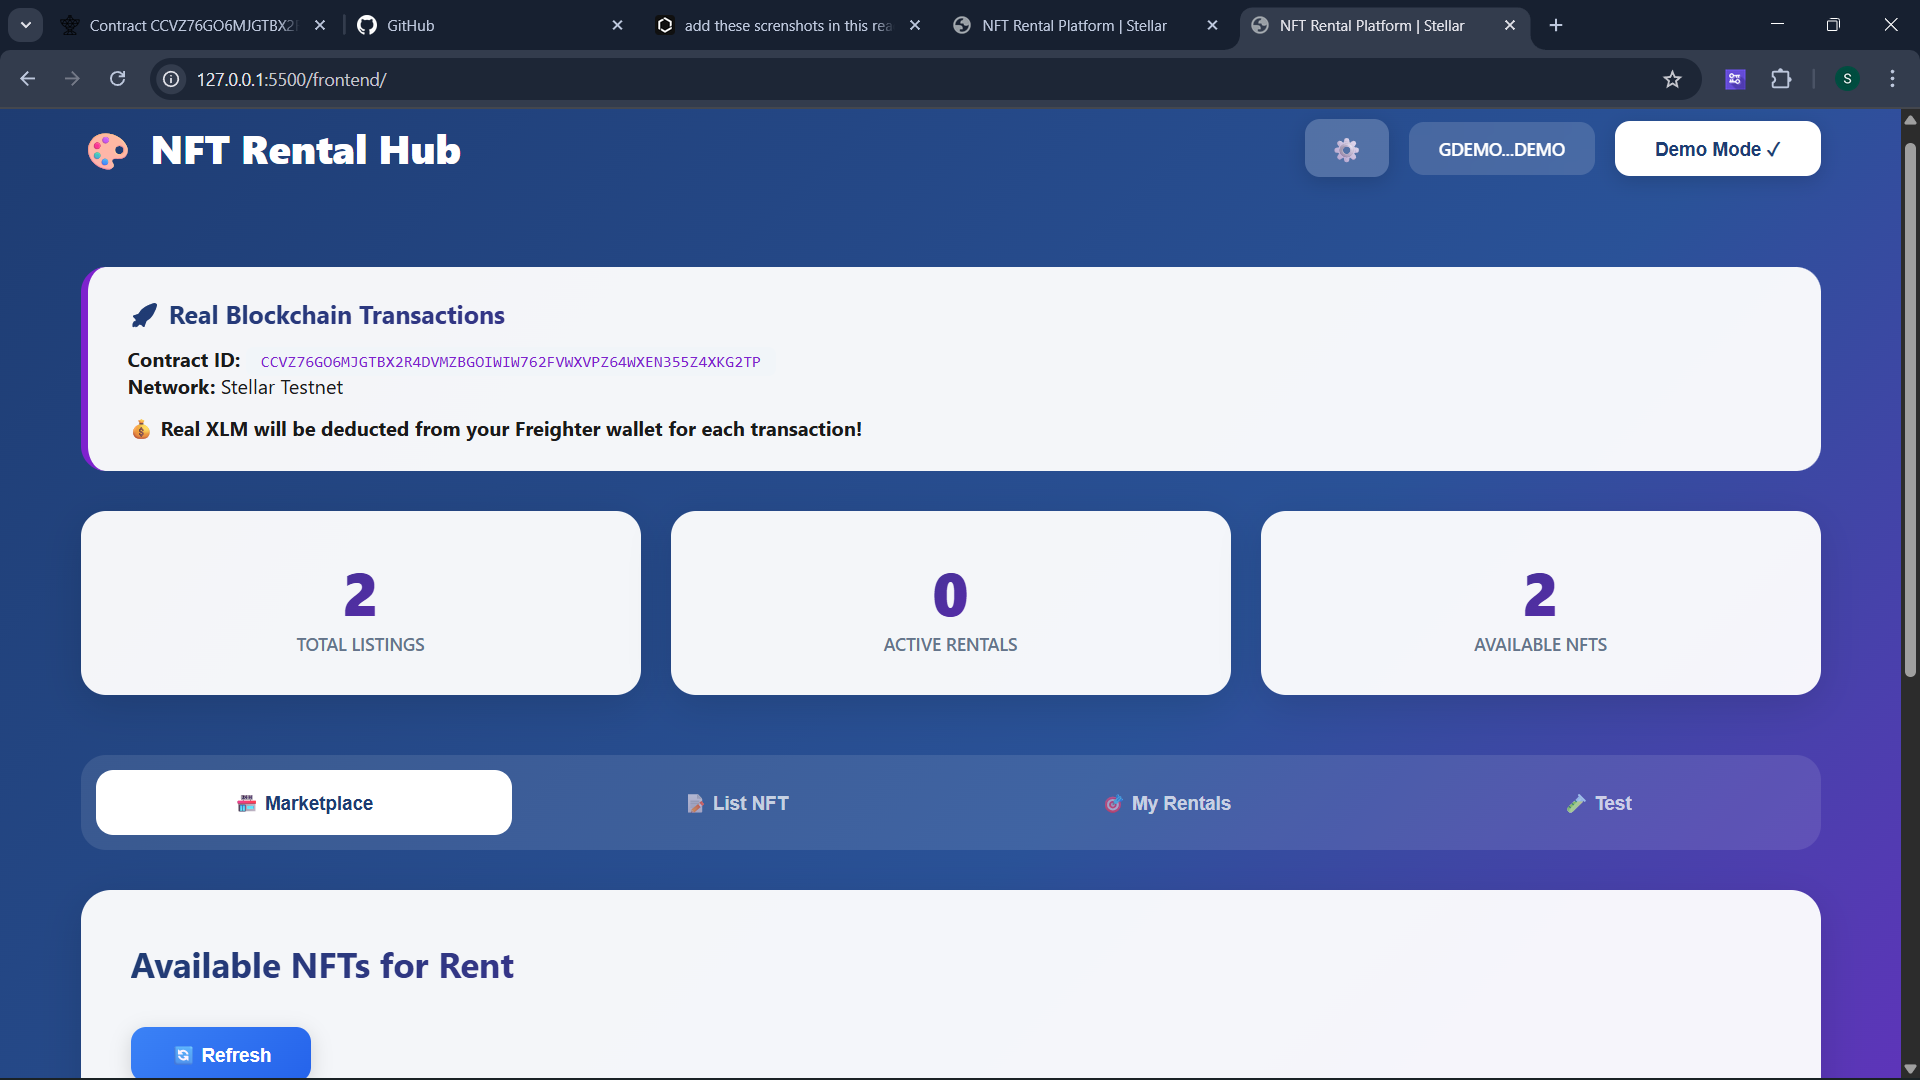 Contract CCVZ76GO6MJGTBX2
GitHub
add these screnshots in this rea
NFT Rental Platform | Stellar
NFT Rental Platform | Stellar
127.0.0.1:5500/frontend/
S
NFT Rental Hub
GDEMO...DEMO
Demo Mode ✓
Real Blockchain Transactions
Contract ID: CCVZ76GO6MJGTBX2R4DVMZBGOIWIW762FVWXVPZ64WXEN355Z4XKG2TP
Network: Stellar Testnet
Real XLM will be deducted from your Freighter wallet for each transaction!
2
TOTAL LISTINGS
0
ACTIVE RENTALS
2
AVAILABLE NFTS
Marketplace
List NFT
My Rentals
Test
Available NFTs for Rent
Refresh